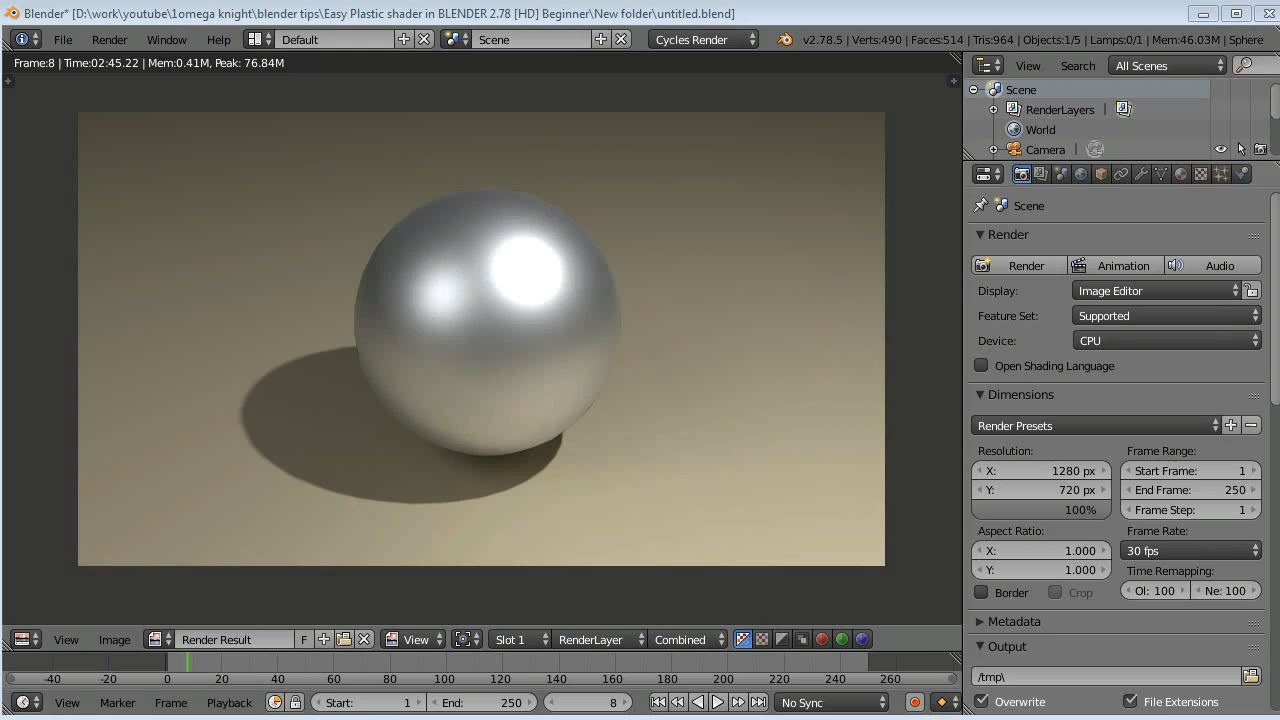 Blender* [D:\work\youtube\1omega knight\blender tips\Easy Plastic shader in BLENDER 2.78 [HD] Beginner\New folder\untitled.blend]
File Render Window Help Default Scene Cycles Render v2.78.5 | Verts:490 | Faces:514 | Tris:964 | Objects:1/5 | Lamps:0/1 | Mem:46.03M | Sphere
Frame:8 | Time:02:45.22 | Mem:0.41M, Peak: 76.84M
View Search All Scenes
Scene
RenderLayers
World
Camera
Scene
Render
Render Animation Audio
Display: Image Editor
Feature Set: Supported
Device: CPU
Open Shading Language
Dimensions
Render Presets
Resolution: Frame Range:
X: 1280 px Start Frame: 1
Y: 720 px End Frame: 250
100% Frame Step: 1
Aspect Ratio: Frame Rate:
X: 1.000 30 fps
Y: 1.000 Time Remapping:
Border Crop Ol: 100 Ne: 100
Metadata
Output
/tmp\
Overwrite File Extensions
View Image Render Result F View Slot 1 RenderLayer Combined
-40 -20 0 20 40 60 80 100 120 140 160 180 200 220 240 260
View Marker Frame Playback Start: 1 End: 250 8 No Sync